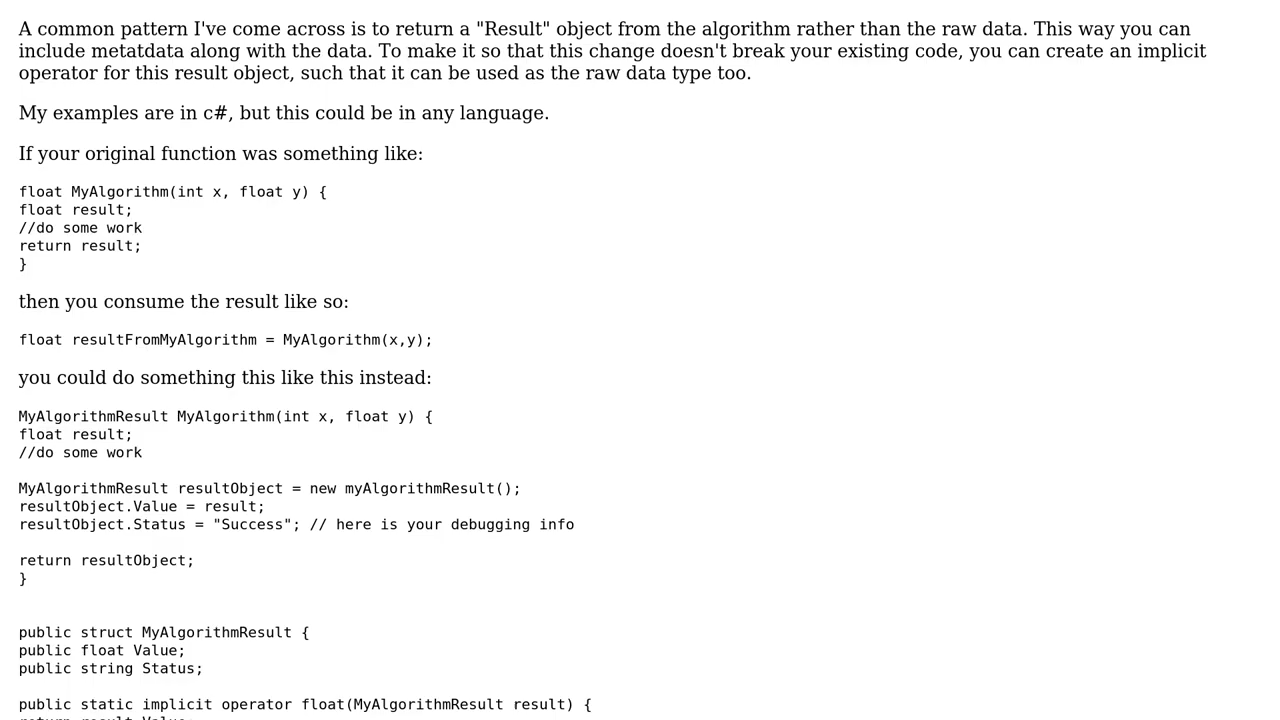 A common pattern I've come across is to return a "Result" object from the algorithm rather than the raw data. This way you can
include metatdata along with the data. To make it so that this change doesn't break your existing code, you can create an implicit
operator for this result object, such that it can be used as the raw data type too.
My examples are in c#, but this could be in any language.
If your original function was something like:
float MyAlgorithm(int x, float y) {
float result;
//do some work
return result;
}
then you consume the result like so:
float resultFromMyAlgorithm = MyAlgorithm(x,y);
you could do something this like this instead:
MyAlgorithmResult MyAlgorithm(int x, float y) {
float result;
//do some work
MyAlgorithmResult resultObject = new myAlgorithmResult();
resultObject.Value = result;
resultObject.Status = "Success"; // here is your debugging info
return resultObject;
}
public struct MyAlgorithmResult {
public float Value;
public string Status;
public static implicit operator float(MyAlgorithmResult result) {
return result.Value;